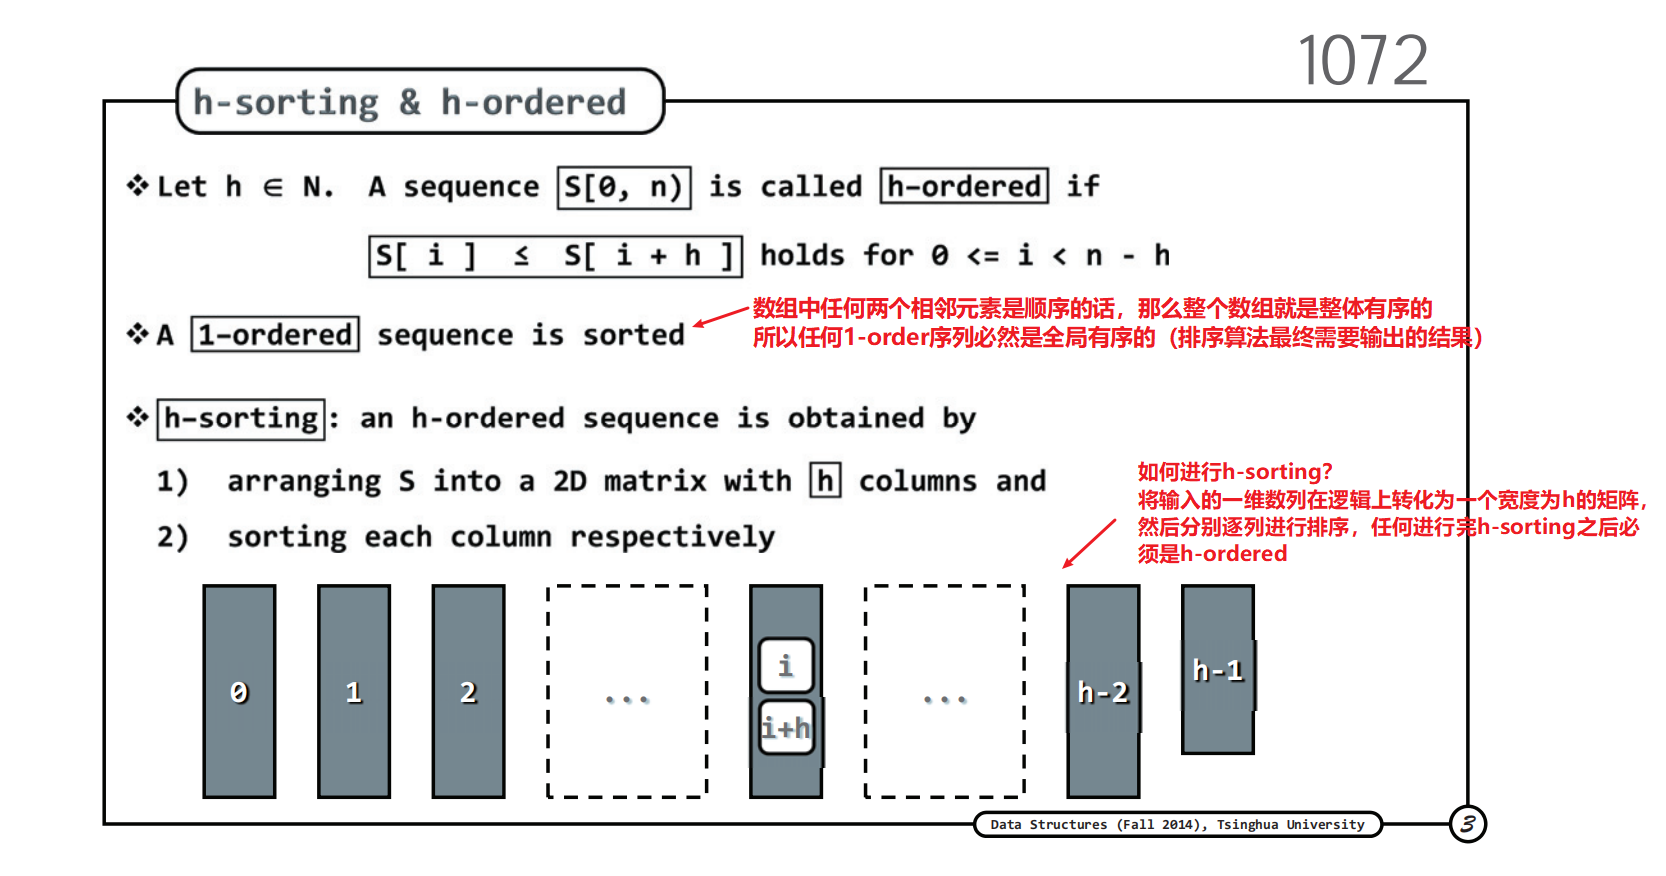 1072
h-sorting & h-ordered
❖ Let h ∈ N. A sequence S[0, n) is called h-ordered if
S[ i ] ≤ S[ i + h ] holds for 0 <= i < n - h
数组中任何两个相邻元素是顺序的话，那么整个数组就是整体有序的
所以任何1-order序列必然是全局有序的（排序算法最终需要输出的结果）
❖ A 1-ordered sequence is sorted
❖ h-sorting: an h-ordered sequence is obtained by
1) arranging S into a 2D matrix with h columns and
2) sorting each column respectively
如何进行h-sorting？
将输入的一维数列在逻辑上转化为一个宽度为h的矩阵，
然后分别逐列进行排序，任何进行完h-sorting之后必
须是h-ordered
0 1 2 ... i ... h-2 h-1
i+h
Data Structures (Fall 2014), Tsinghua University
3